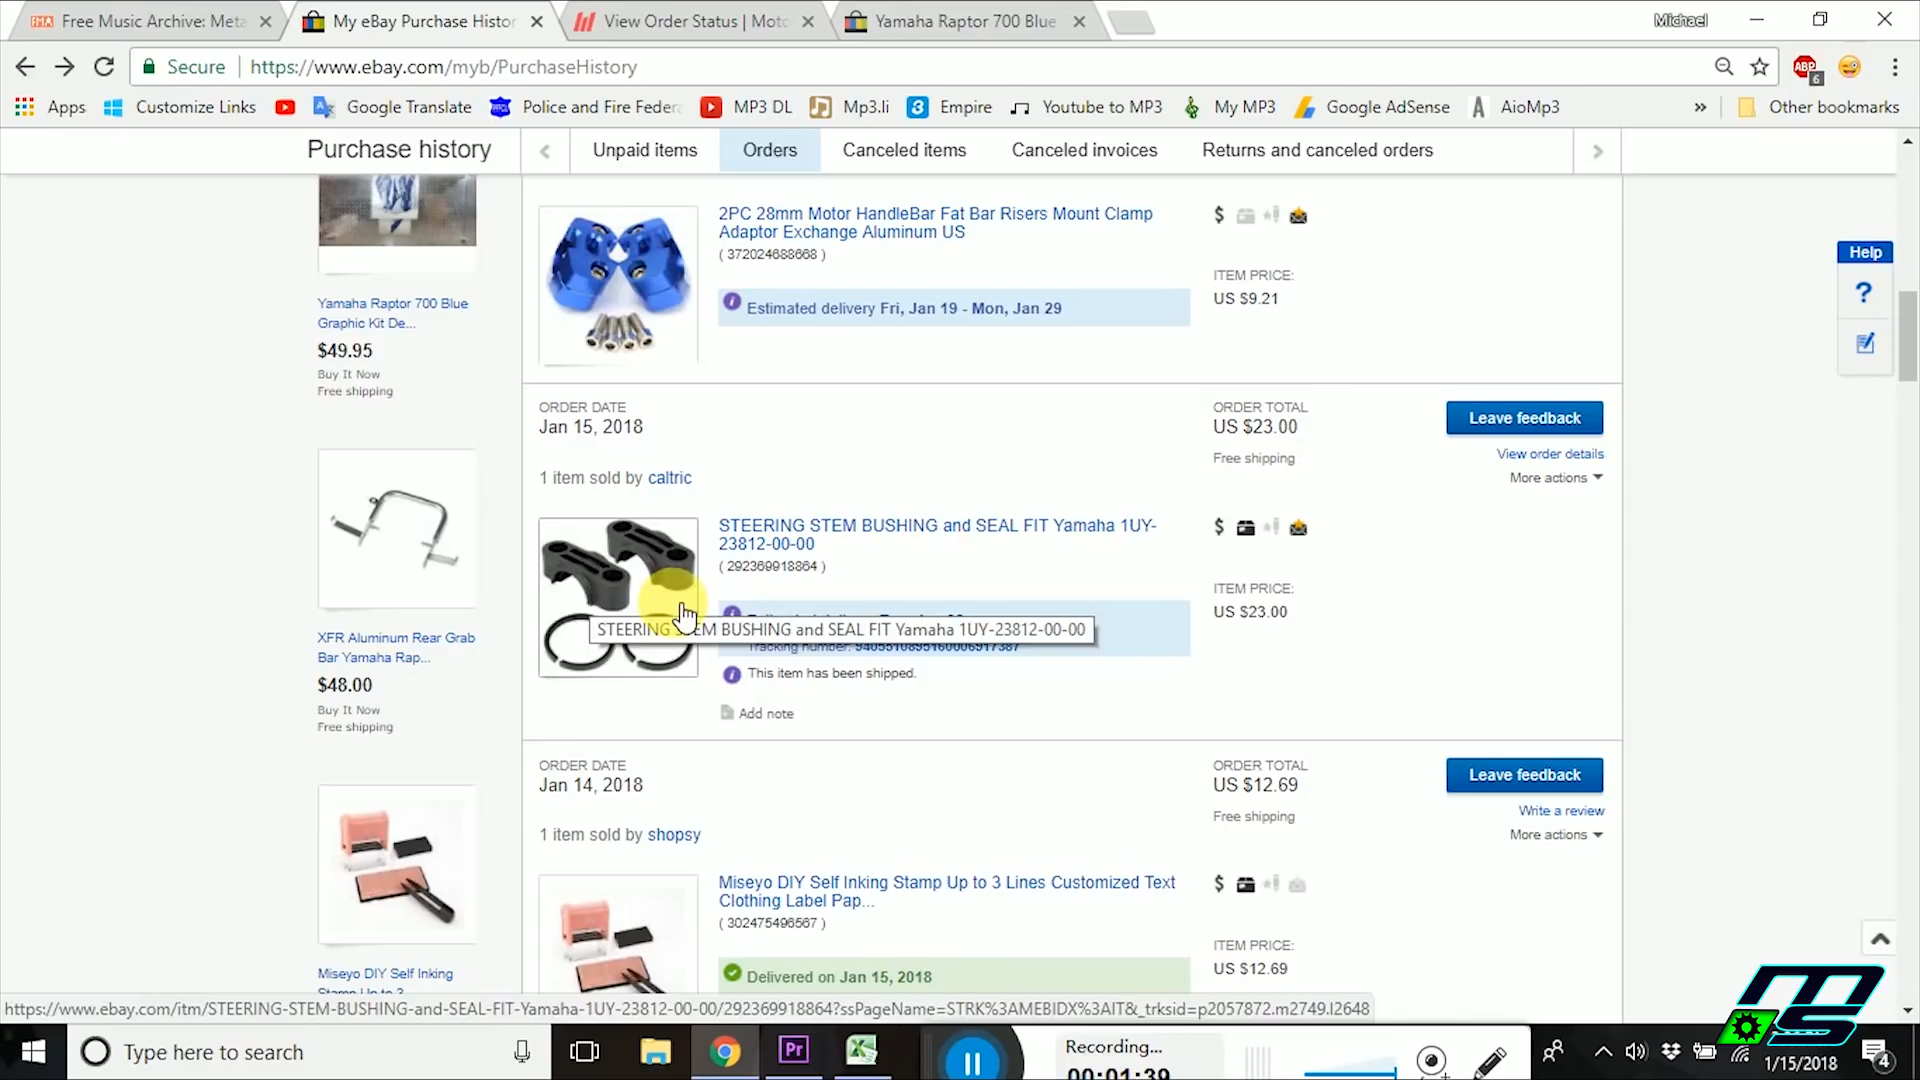 Free Music Archive: Meta
My eBay Purchase Histor
View Order Status | Moto
Yamaha Raptor 700 Blue
Michael
Secure
https://www.ebay.com/myb/PurchaseHistory
ABP
6
Apps
Customize Links
Google Translate
Police and Fire Federa
MP3 DL
Mp3.li
Empire
Youtube to MP3
My MP3
Google AdSense
AioMp3
Other bookmarks
Purchase history
Unpaid items
Orders
Canceled items
Canceled invoices
Returns and canceled orders
Yamaha Raptor 700 Blue
Graphic Kit De...
$49.95
Buy It Now
Free shipping
XFR Aluminum Rear Grab
Bar Yamaha Rap...
$48.00
Buy It Now
Free shipping
Miseyo DIY Self Inking
2PC 28mm Motor HandleBar Fat Bar Risers Mount Clamp
Adaptor Exchange Aluminum US
( 372024688668 )
Estimated delivery Fri, Jan 19 - Mon, Jan 29
ITEM PRICE:
US $9.21
ORDER DATE
Jan 15, 2018
ORDER TOTAL
US $23.00
Free shipping
Leave feedback
View order details
More actions
1 item sold by caltric
STEERING STEM BUSHING and SEAL FIT Yamaha 1UY-
23812-00-00
( 292369918864 )
ITEM PRICE:
US $23.00
STEERING STEM BUSHING and SEAL FIT Yamaha 1UY-23812-00-00
Tracking number: 9405510895160006917387
This item has been shipped.
Add note
ORDER DATE
Jan 14, 2018
ORDER TOTAL
US $12.69
Free shipping
Leave feedback
Write a review
More actions
1 item sold by shopsy
Miseyo DIY Self Inking Stamp Up to 3 Lines Customized Text
Clothing Label Pap...
( 302475496567 )
ITEM PRICE:
US $12.69
Delivered on Jan 15, 2018
Help
?
https://www.ebay.com/itm/STEERING-STEM-BUSHING-and-SEAL-FIT-Yamaha-1UY-23812-00-00/292369918864?ssPageName=STRK%3AMEBIDX%3AIT&_trksid=p2057872.m2749.l2648
Type here to search
Pr
Recording...
00:01:39
1/15/2018
4